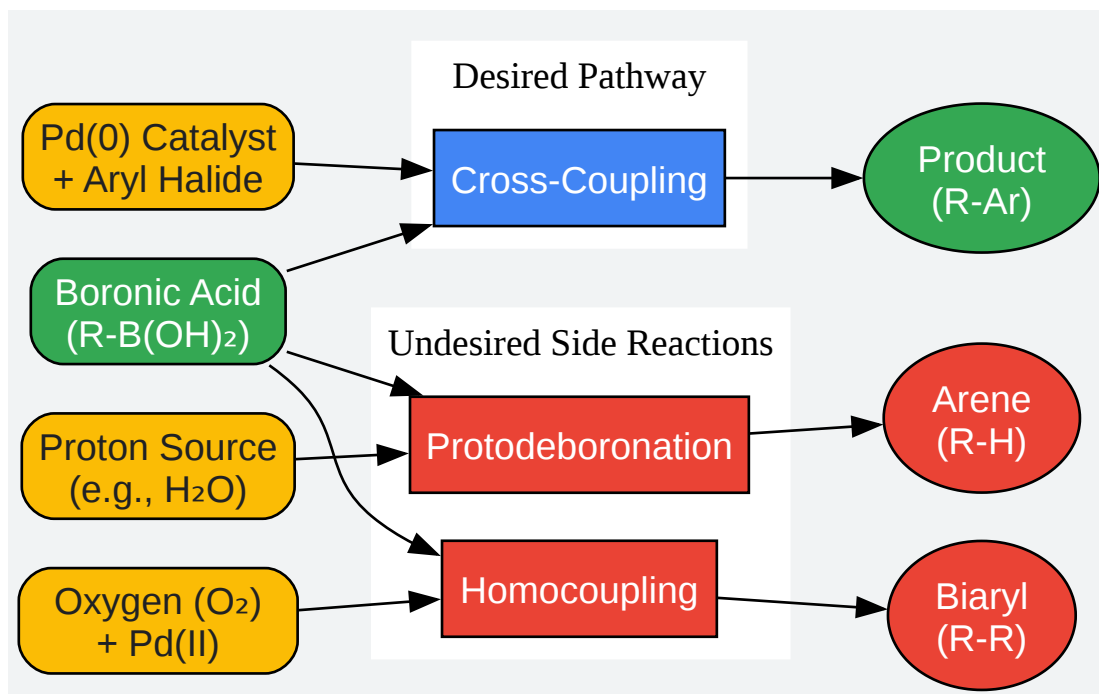 Desired Pathway
Pd(0) Catalyst
+ Aryl Halide
Cross-Coupling
Product
(R-Ar)
Boronic Acid
(R-B(OH)₂)
Undesired Side Reactions
Proton Source
(e.g., H₂O)
Protodeboronation
Arene
(R-H)
Oxygen (O₂)
+ Pd(II)
Homocoupling
Biaryl
(R-R)